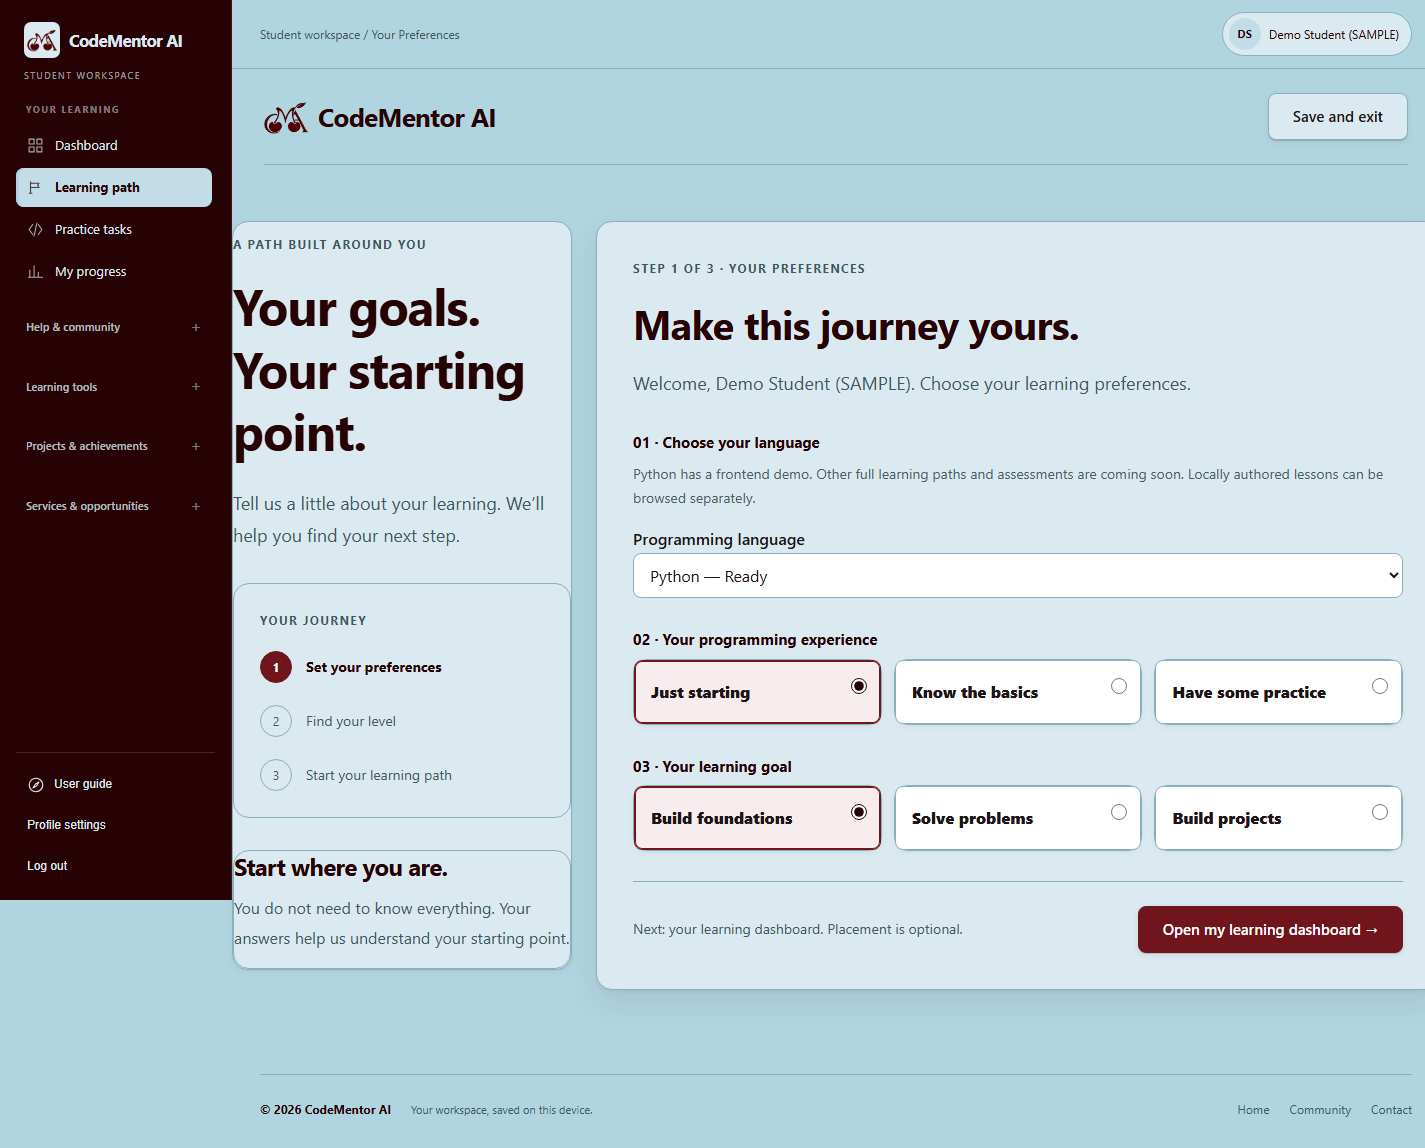 CodeMentor AI
STUDENT WORKSPACE
YOUR LEARNING
Dashboard
Learning path
Practice tasks
My progress
Help & community +
Learning tools +
Projects & achievements +
Services & opportunities +
User guide
Profile settings
Log out
Student workspace / Your Preferences
DS Demo Student (SAMPLE)
CodeMentor AI
Save and exit
A PATH BUILT AROUND YOU
Your goals.
Your starting
point.
Tell us a little about your learning. We’ll
help you find your next step.
YOUR JOURNEY
1 Set your preferences
2 Find your level
3 Start your learning path
Start where you are.
You do not need to know everything. Your
answers help us understand your starting point.
STEP 1 OF 3 · YOUR PREFERENCES
Make this journey yours.
Welcome, Demo Student (SAMPLE). Choose your learning preferences.
01 · Choose your language
Python has a frontend demo. Other full learning paths and assessments are coming soon. Locally authored lessons can be
browsed separately.
Programming language
Python — Ready
02 · Your programming experience
Just starting
Know the basics
Have some practice
03 · Your learning goal
Build foundations
Solve problems
Build projects
Next: your learning dashboard. Placement is optional.
Open my learning dashboard →
© 2026 CodeMentor AI
Your workspace, saved on this device.
Home
Community
Contact